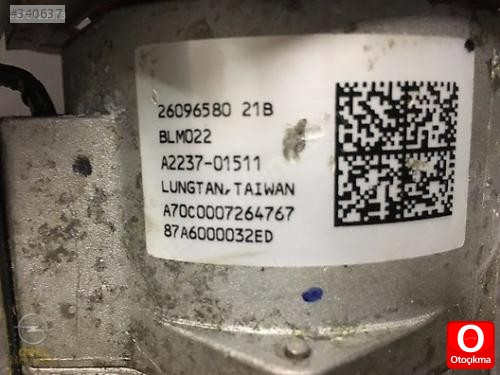 #340637
26096580 21B
BLM022
A2237-01511
LUNGTAN,TAIWAN
A70C0007264767
87A6000032ED
O
Otoçıkma